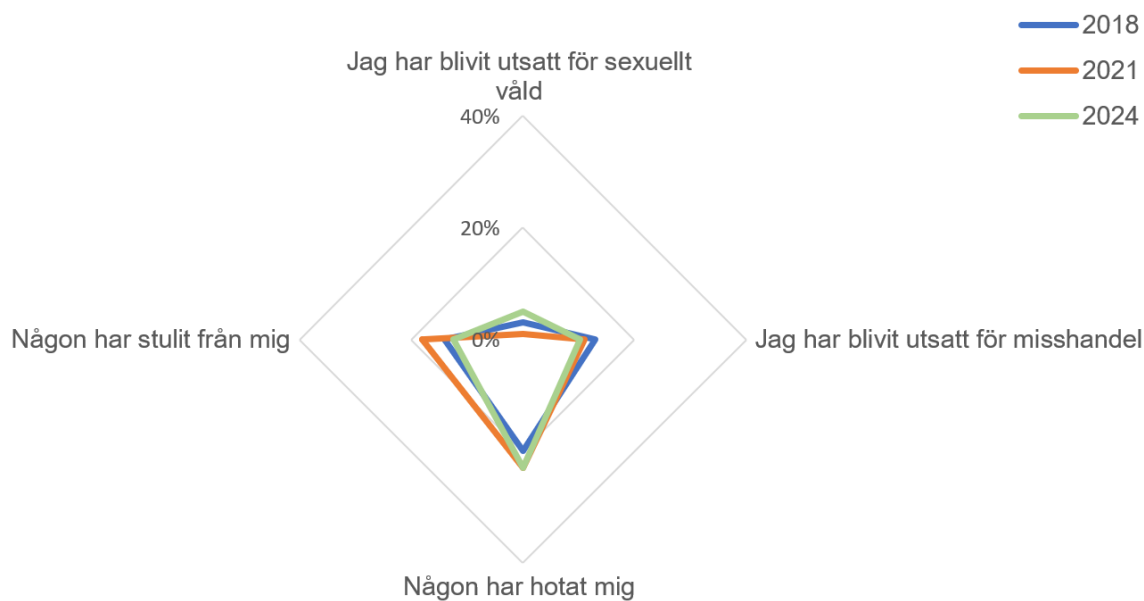 2018
2021
2024
Jag har blivit utsatt för sexuellt
våld
40%
20%
0%
Någon har stulit från mig
Jag har blivit utsatt för misshandel
Någon har hotat mig